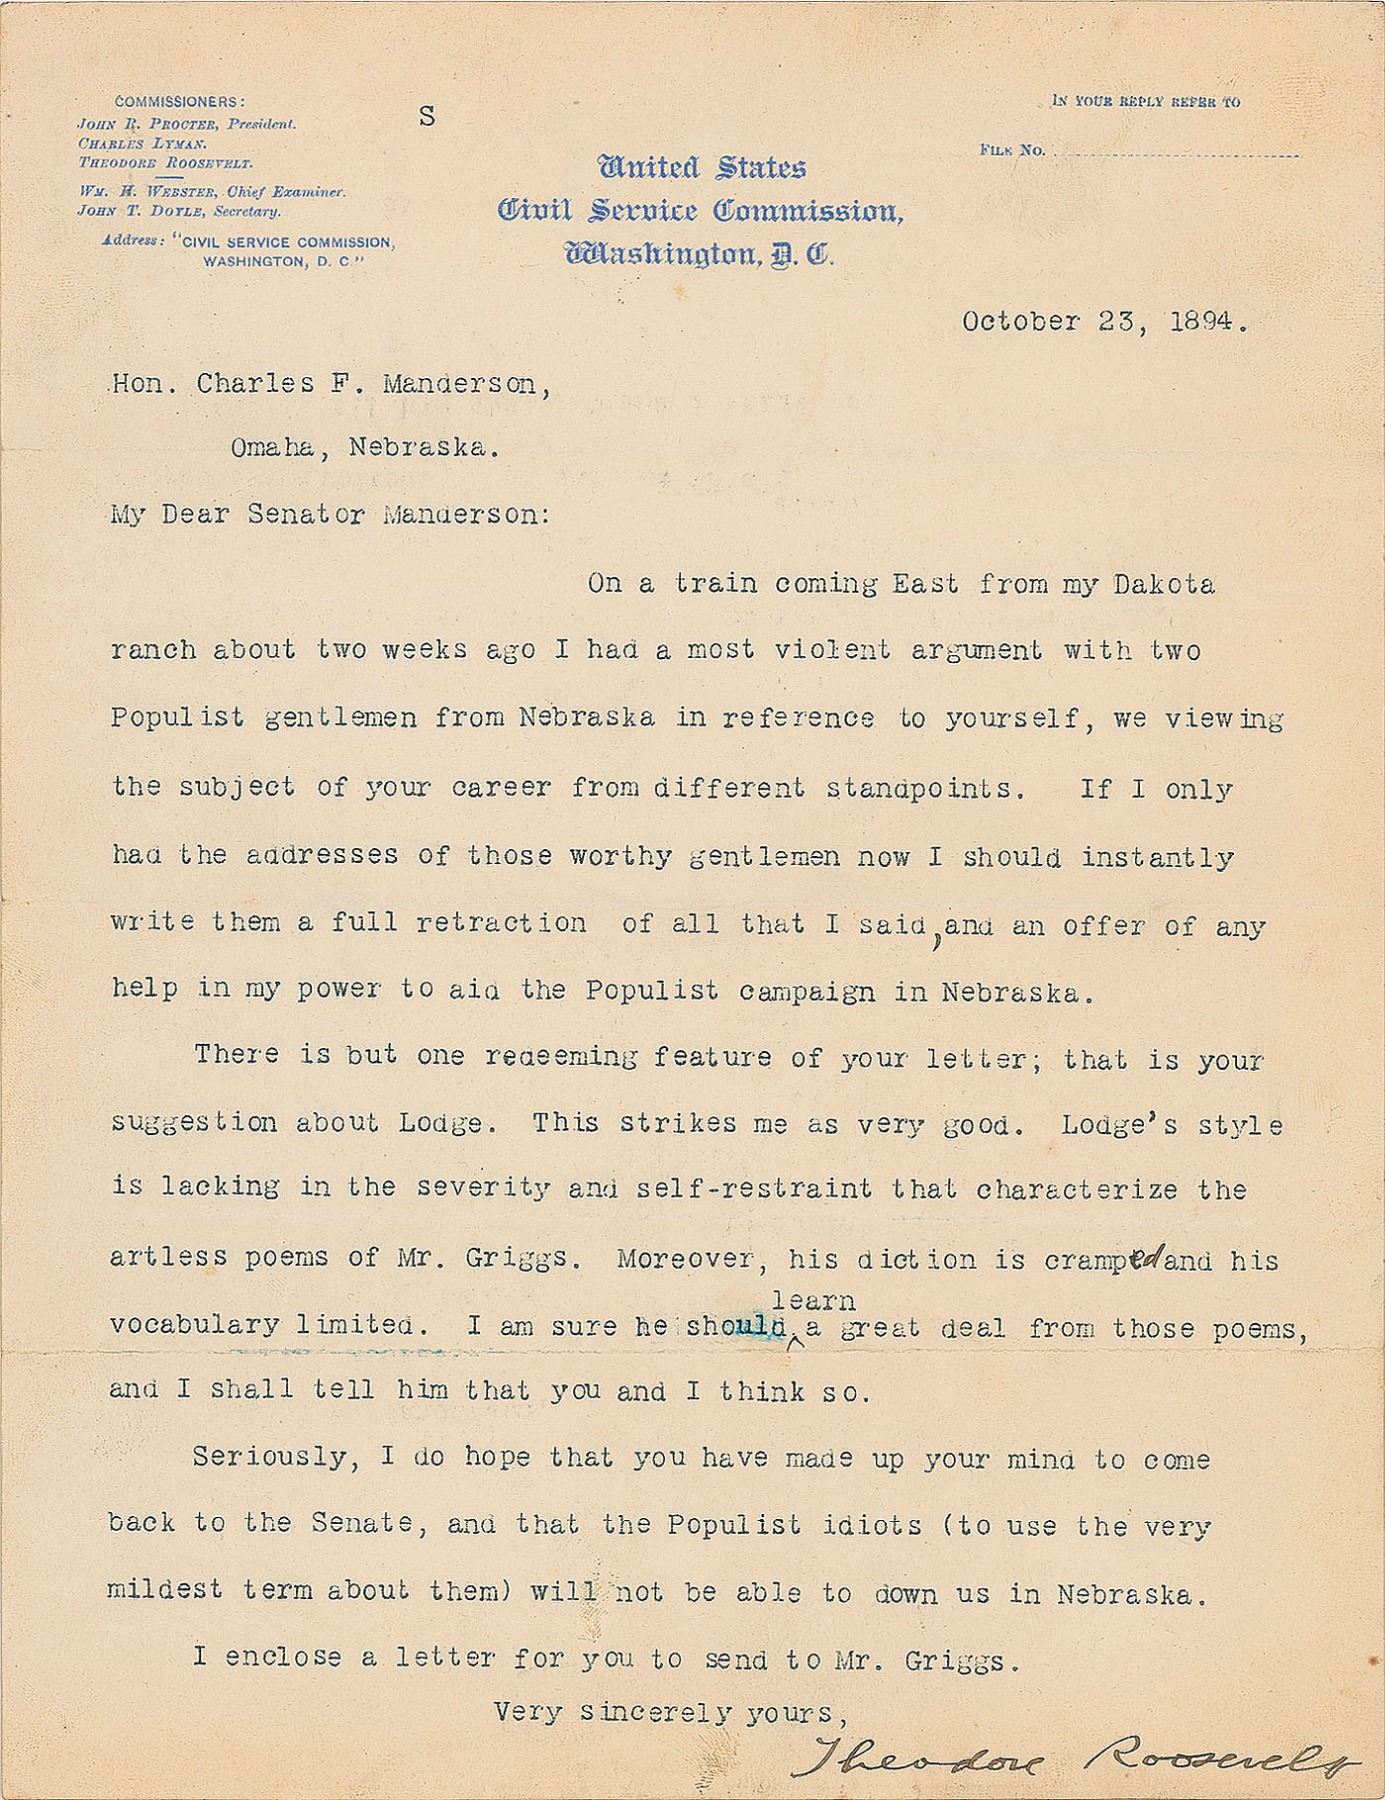 COMMISSIONERS:
JOHN R. PROCTER, President.
CHARLES LYMAN.
THEODORE ROOSEVELT.
WM. H. WEBSTER, Chief Examiner.
JOHN T. DOYLE, Secretary.
Address: "CIVIL SERVICE COMMISSION,
WASHINGTON, D. C."
S
United States
Civil Service Commission,
Washington, D. C.
IN YOUR REPLY REFER TO
FILE No.
October 23, 1894.
Hon. Charles F. Manderson,
Omaha, Nebraska.
My Dear Senator Manderson:
On a train coming East from my Dakota
ranch about two weeks ago I had a most violent argument with two
Populist gentlemen from Nebraska in reference to yourself, we viewing
the subject of your career from different standpoints. If I only
had the addresses of those worthy gentlemen now I should instantly
write them a full retraction of all that I said, and an offer of any
help in my power to aid the Populist campaign in Nebraska.
There is but one redeeming feature of your letter; that is your
suggestion about Lodge. This strikes me as very good. Lodge's style
is lacking in the severity and self-restraint that characterize the
artless poems of Mr. Griggs. Moreover, his diction is cramped and his
learn
vocabulary limited. I am sure he should ^ a great deal from those poems,
and I shall tell him that you and I think so.
Seriously, I do hope that you have made up your mind to come
back to the Senate, and that the Populist idiots (to use the very
mildest term about them) will not be able to down us in Nebraska.
I enclose a letter for you to send to Mr. Griggs.
Very sincerely yours,
Theodore Roosevelt